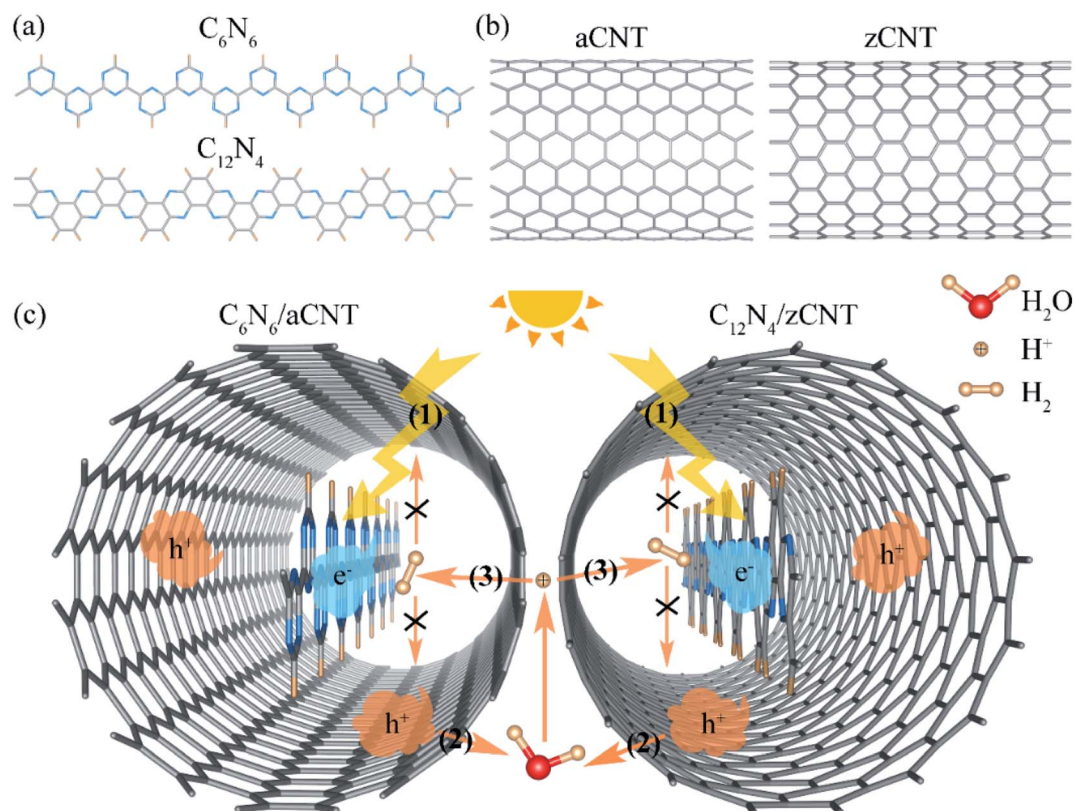 (a)
C₆N₆
C₁₂N₄
(b)
aCNT
zCNT
(c)
C₆N₆/aCNT
C₁₂N₄/zCNT
H₂O
H⁺
H₂
(1)
(1)
h⁺
e⁻
(3)
(3)
e⁻
h⁺
h⁺
(2)
(2)
h⁺